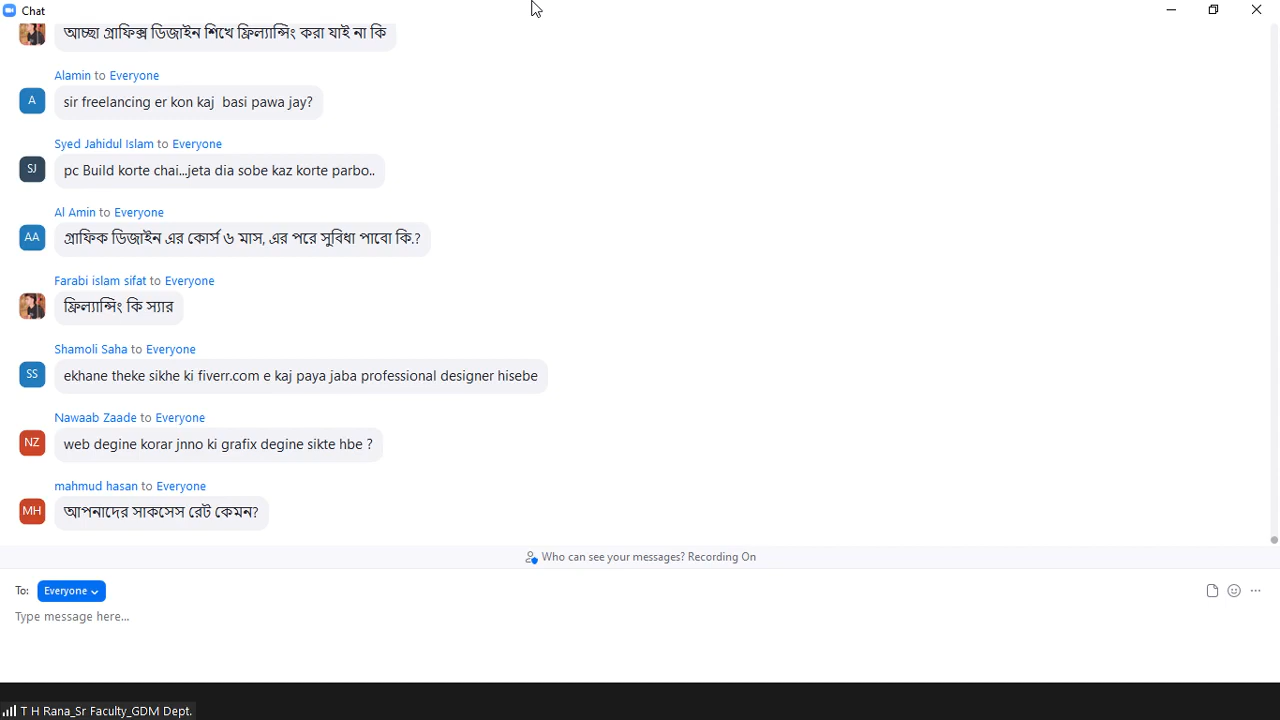 Chat
আচ্ছা গ্রাফিক্স ডিজাইন শিখে ফ্রিল্যান্সিং করা যাই না কি
Alamin to Everyone
A
sir freelancing er kon kaj  basi pawa jay?
Syed Jahidul Islam to Everyone
SJ
pc Build korte chai...jeta dia sobe kaz korte parbo..
Al Amin to Everyone
AA
গ্রাফিক ডিজাইন এর কোর্স ৬ মাস, এর পরে সুবিধা পাবো কি.?
Farabi islam sifat to Everyone
ফ্রিল্যান্সিং কি স্যার
Shamoli Saha to Everyone
SS
ekhane theke sikhe ki fiverr.com e kaj paya jaba professional designer hisebe
Nawaab Zaade to Everyone
NZ
web degine korar jnno ki grafix degine sikte hbe ?
mahmud hasan to Everyone
MH
আপনাদের সাকসেস রেট কেমন?
Who can see your messages? Recording On
To: Everyone
Type message here...
T H Rana_Sr Faculty_GDM Dept.